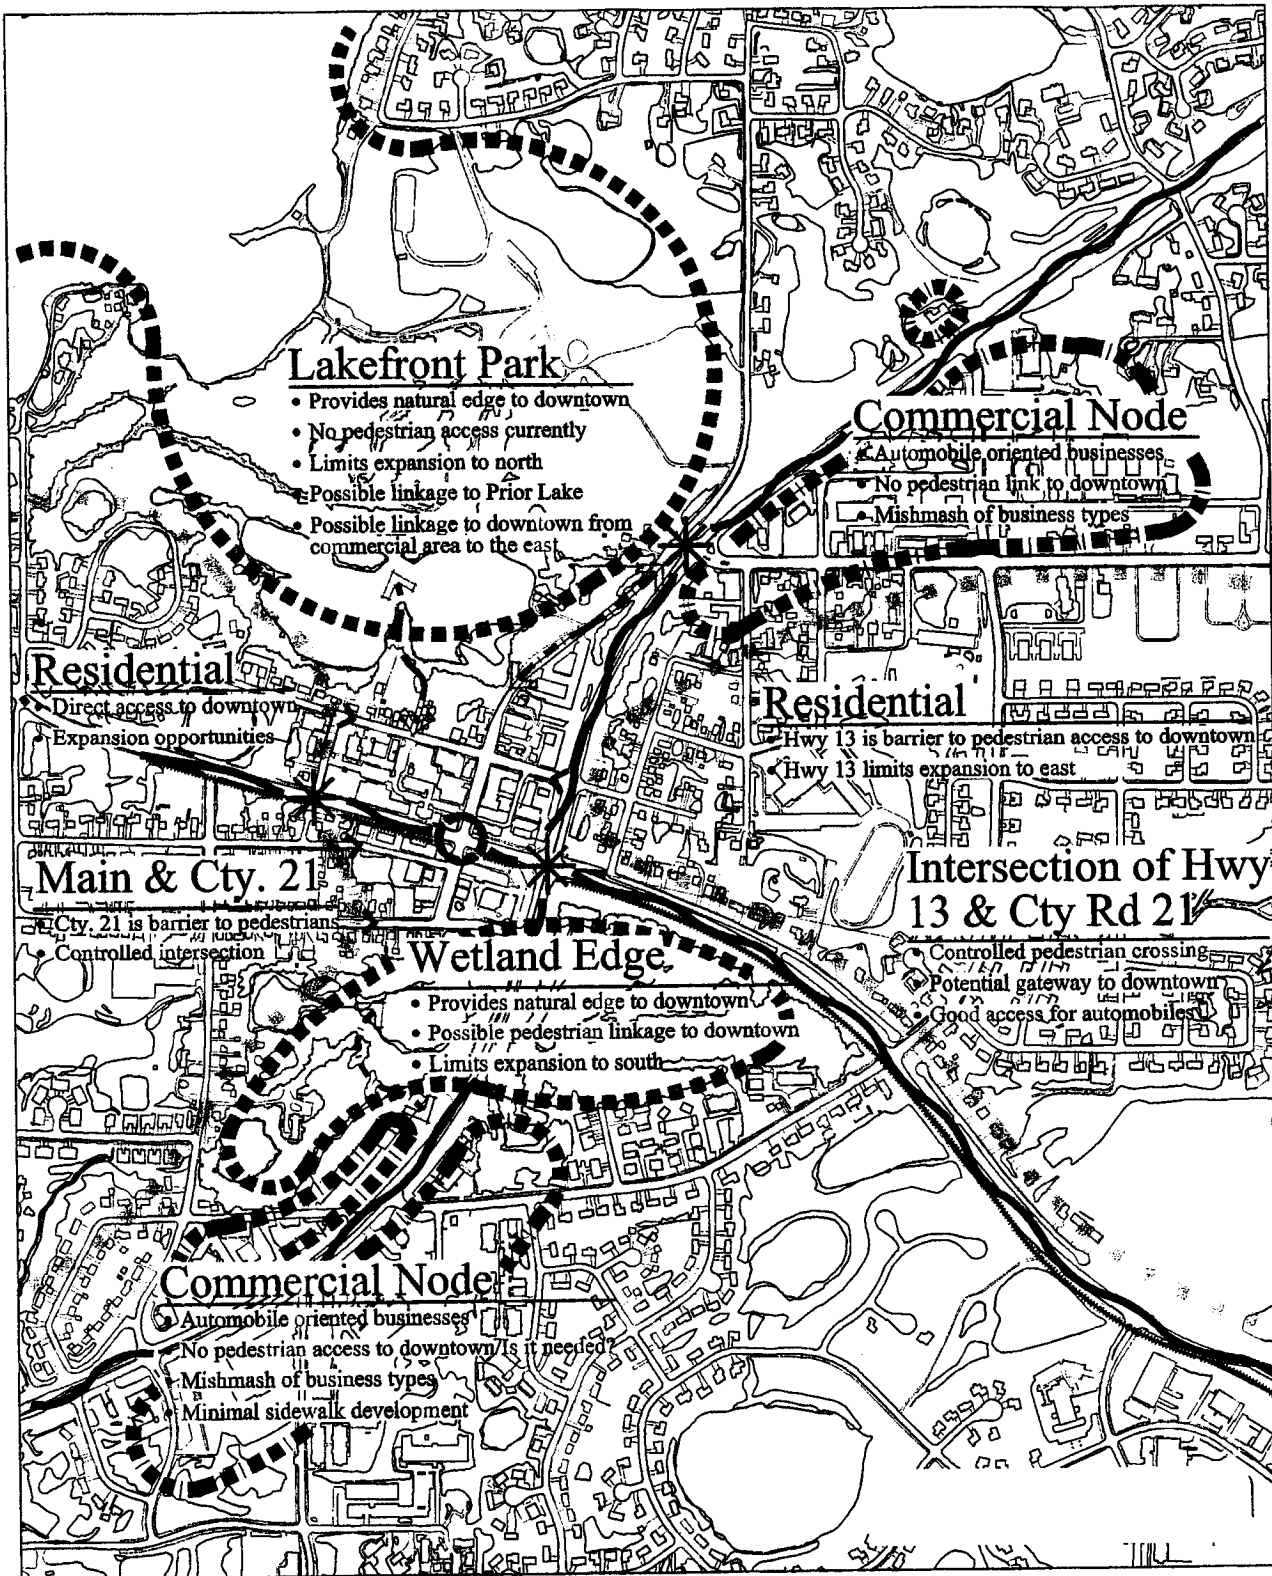 Lakefront Park
• Provides natural edge to downtown
• No pedestrian access currently
• Limits expansion to north
• Possible linkage to Prior Lake
• Possible linkage to downtown from
commercial area to the east
Commercial Node
• Automobile oriented businesses
• No pedestrian link to downtown
• Mishmash of business types
Residential
• Direct access to downtown
• Expansion opportunities
Residential
• Hwy 13 is barrier to pedestrian access to downtown
• Hwy 13 limits expansion to east
Main & Cty. 21
• Cty. 21 is barrier to pedestrians
• Controlled intersection
Intersection of Hwy
13 & Cty Rd 21
• Controlled pedestrian crossing
• Potential gateway to downtown
• Good access for automobiles
Wetland Edge
• Provides natural edge to downtown
• Possible pedestrian linkage to downtown
• Limits expansion to south
Commercial Node
• Automobile oriented businesses
• No pedestrian access to downtown/Is it needed?
• Mishmash of business types
• Minimal sidewalk development